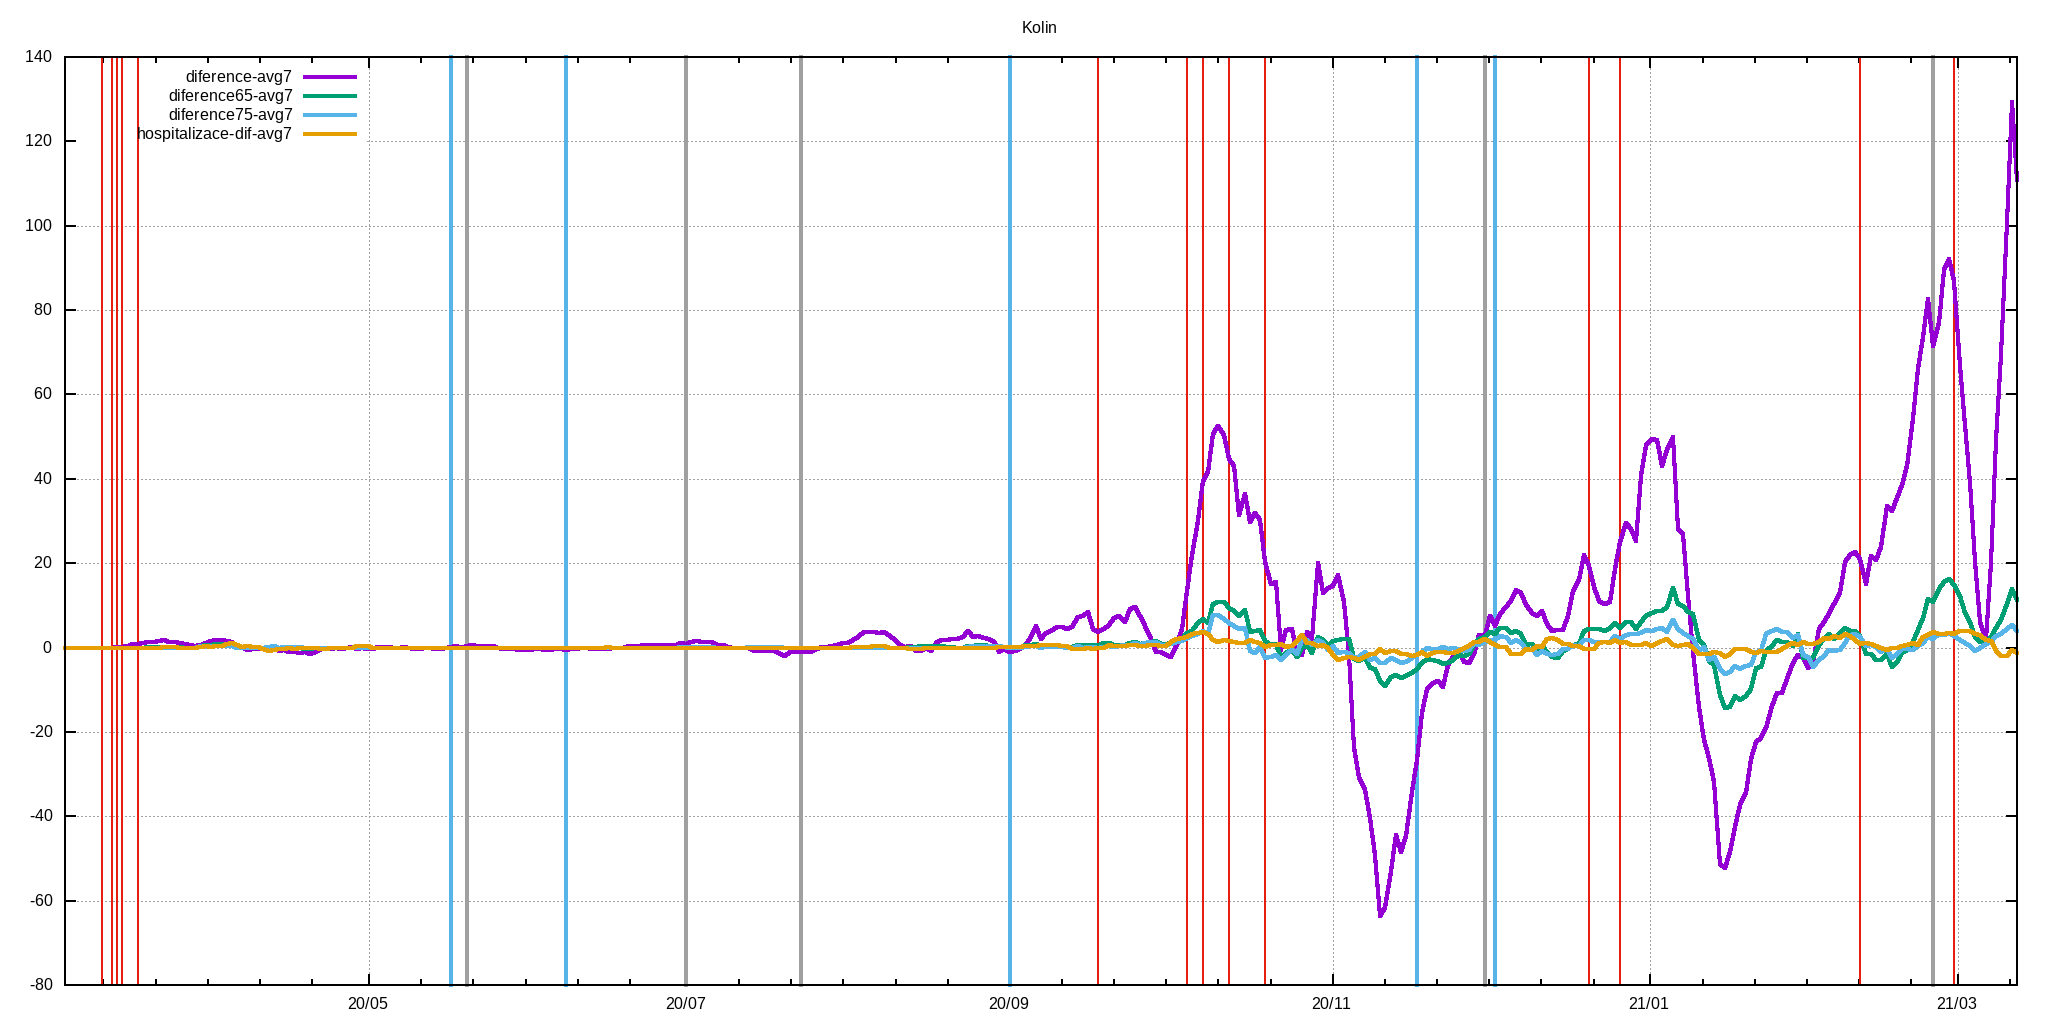 Kolin
diference-avg7
diference65-avg7
diference75-avg7
hospitalizace-dif-avg7
140
120
100
80
60
40
20
0
-20
-40
-60
-80
20/05 20/07 20/09 20/11 21/01 21/03